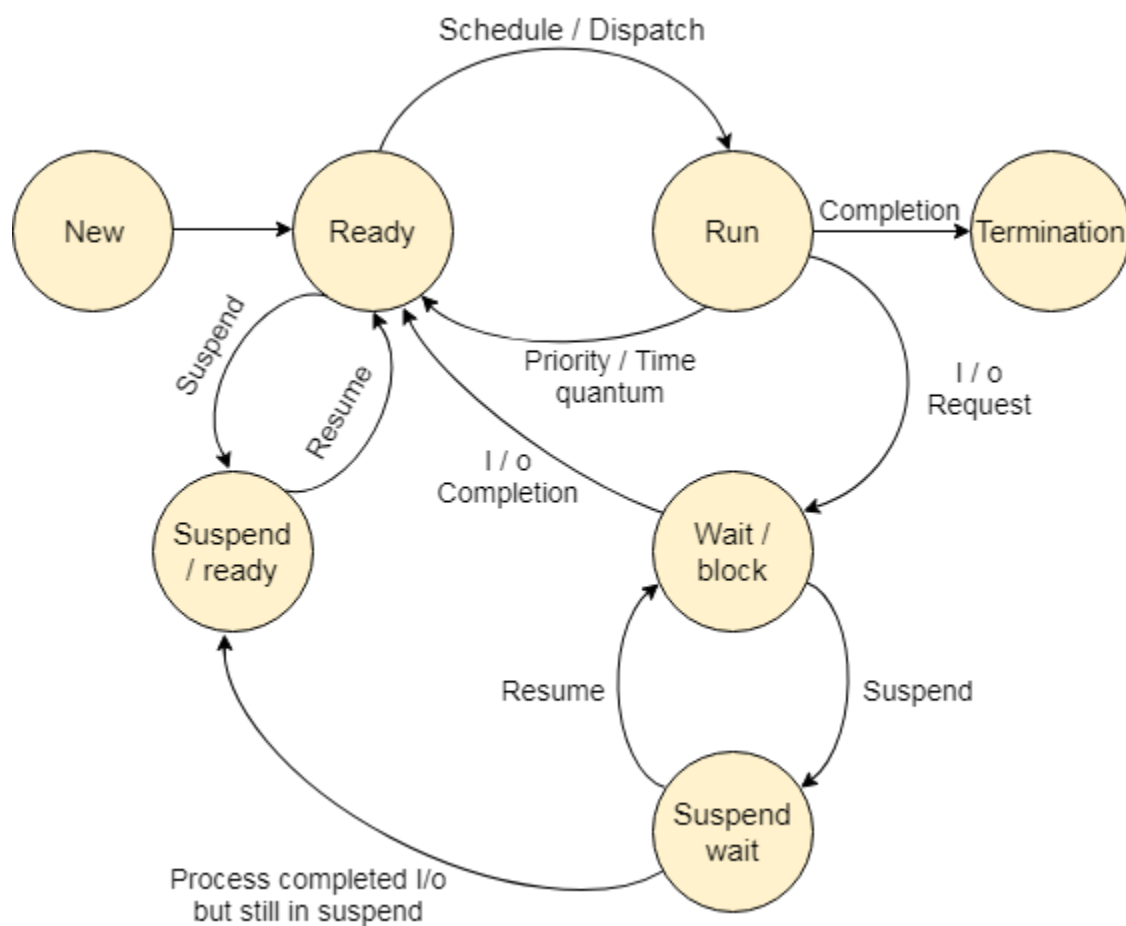 Schedule / Dispatch
New
Ready
Run
Completion
Termination
Suspend
Resume
Priority / Time
quantum
I / o
Request
I / o
Completion
Suspend
/ ready
Wait /
block
Resume
Suspend
Suspend
wait
Process completed I/o
but still in suspend